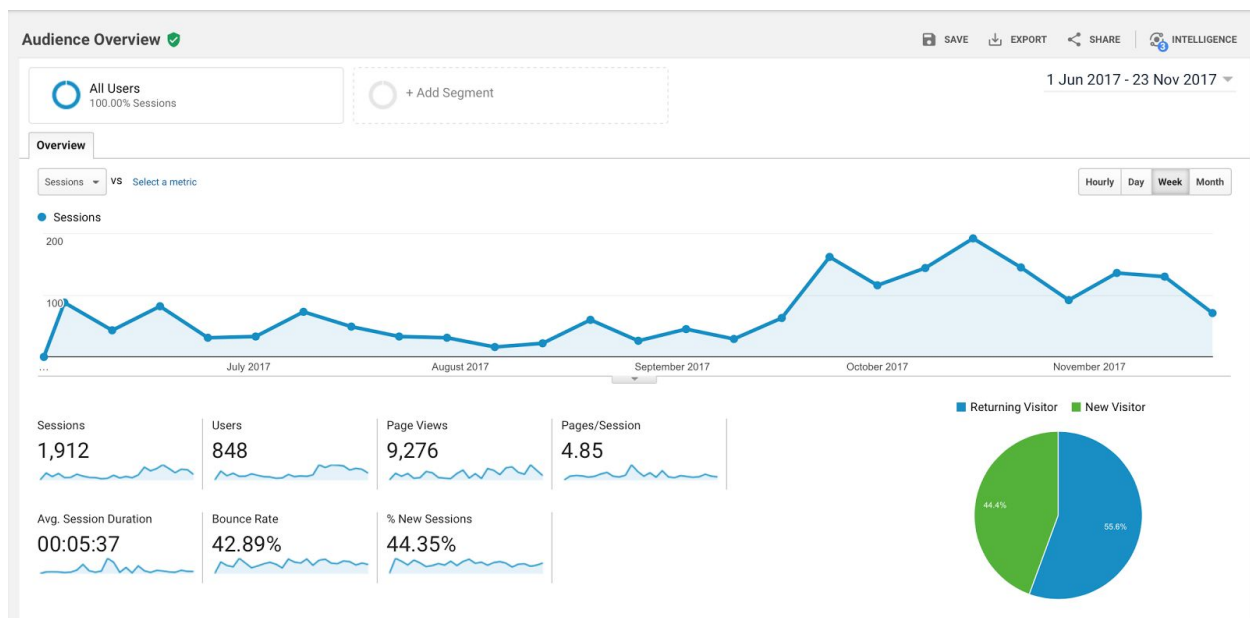 Audience Overview
SAVE EXPORT SHARE 3 INTELLIGENCE
All Users
100.00% Sessions
+ Add Segment
1 Jun 2017 - 23 Nov 2017
Overview
Sessions VS Select a metric
Hourly Day Week Month
Sessions
200
100
... July 2017 August 2017 September 2017 October 2017 November 2017
Returning Visitor New Visitor
Sessions Users Page Views Pages/Session
1,912 848 9,276 4.85
Avg. Session Duration Bounce Rate % New Sessions
00:05:37 42.89% 44.35%
44.4%
55.6%